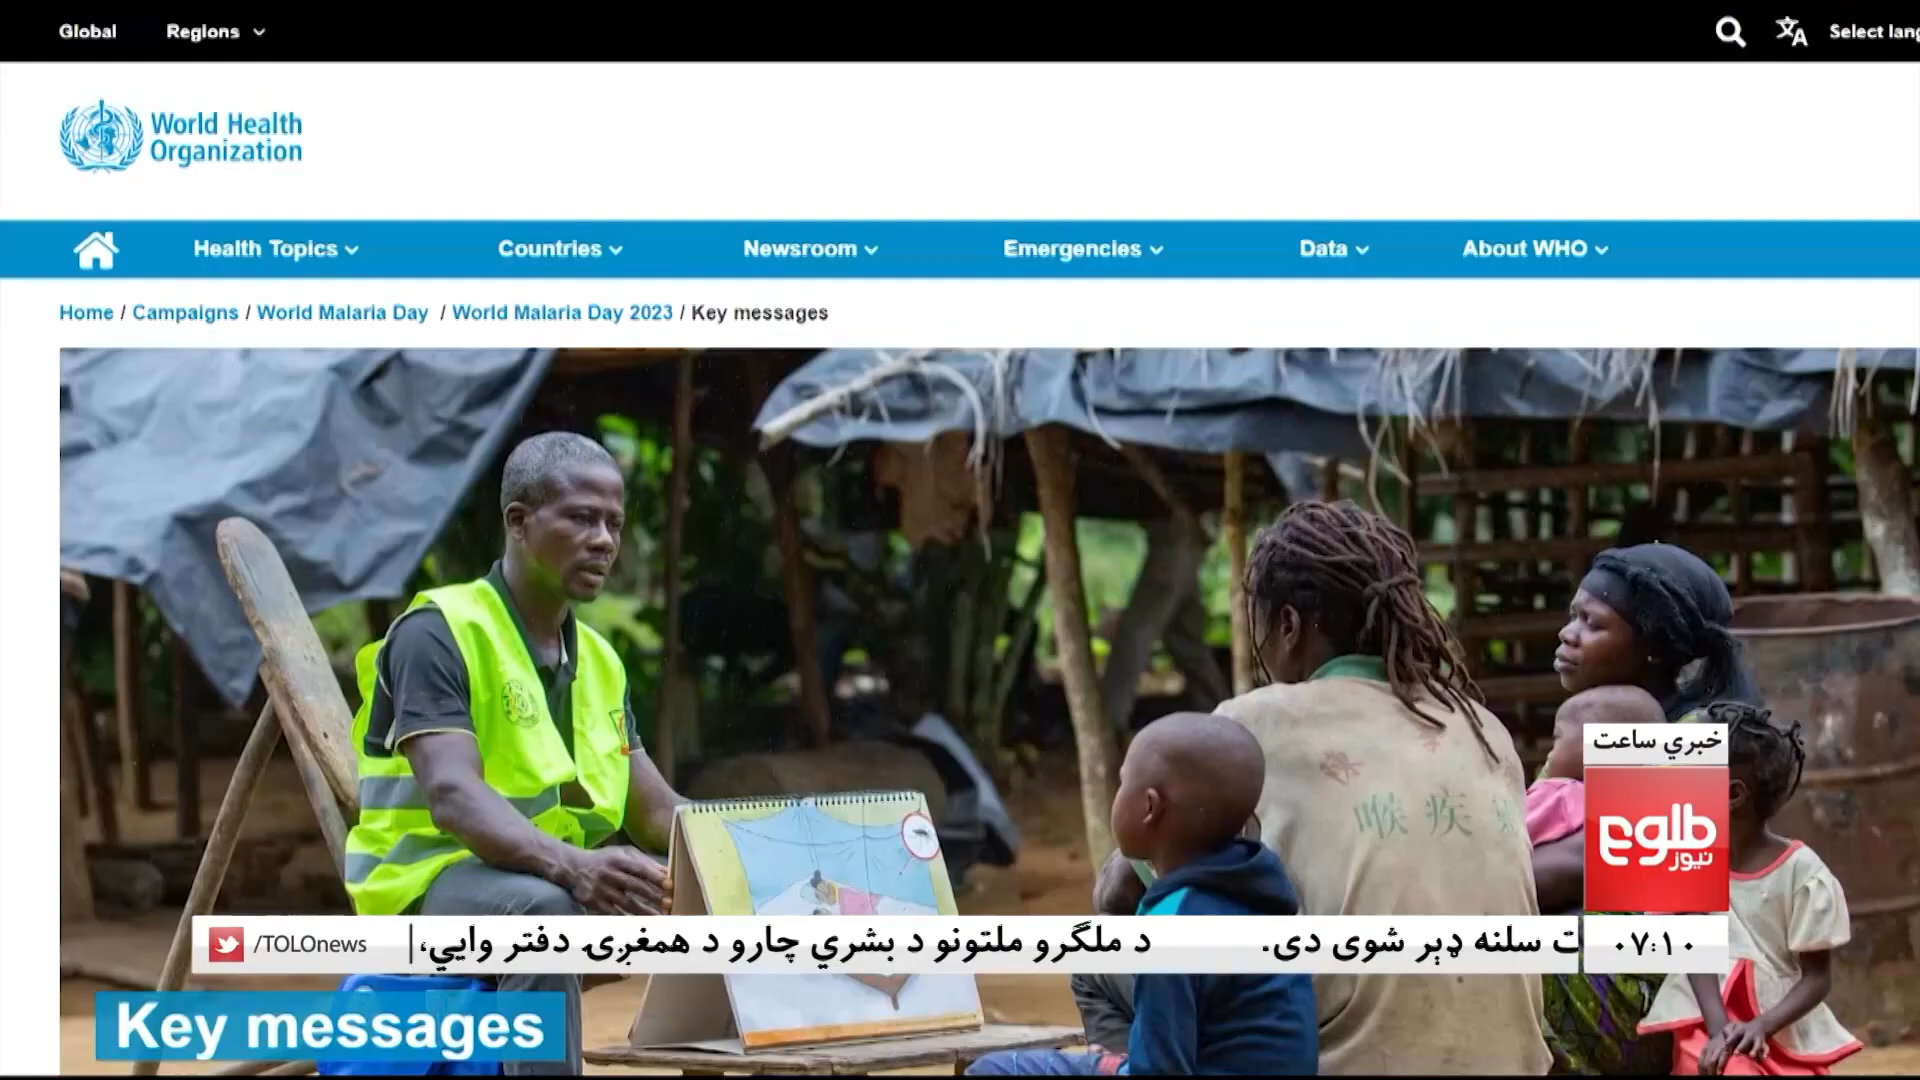 Global
Regions
World Health
Organization
Health Topics
Countries
Newsroom
Emergencies
Data
About WHO
Home / Campaigns / World Malaria Day / World Malaria Day 2023 / Key messages
خبري ساعت
طلوع
نیوز
/TOLOnews
ت سلنه ډېر شوی دی.
د ملګرو ملتونو د بشري چارو د همغږۍ دفتر وايي،
۰۷:۱۰
Key messages